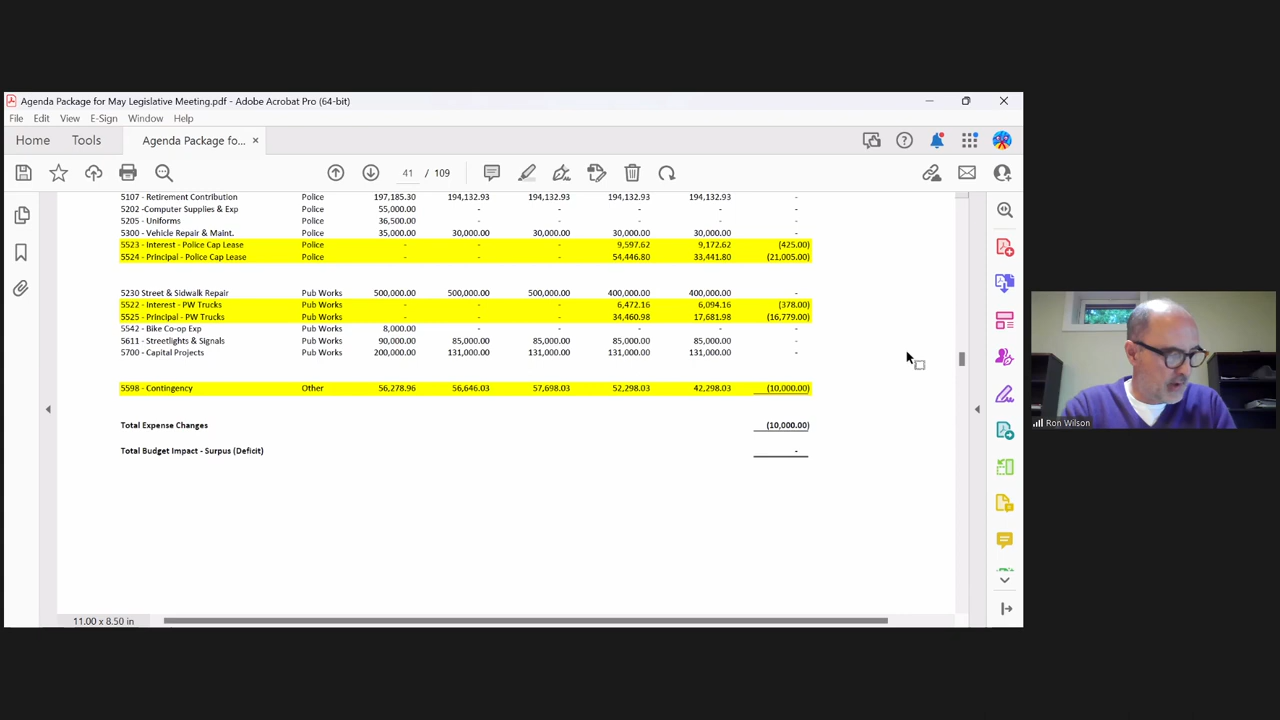 Agenda Package for May Legislative Meeting.pdf - Adobe Acrobat Pro (64-bit)
File Edit View E-Sign Window Help
Home Tools Agenda Package fo... ×
41 / 109
5107 - Retirement Contribution Police 197,185.30 194,132.93 194,132.93 194,132.93 194,132.93 -
5202 -Computer Supplies & Exp Police 55,000.00 - - - - -
5205 - Uniforms Police 36,500.00 - - - - -
5300 - Vehicle Repair & Maint. Police 35,000.00 30,000.00 30,000.00 30,000.00 30,000.00 -
5523 - Interest - Police Cap Lease Police - - - 9,597.62 9,172.62 (425.00)
5524 - Principal - Police Cap Lease Police - - - 54,446.80 33,441.80 (21,005.00)
5230 Street & Sidwalk Repair Pub Works 500,000.00 500,000.00 500,000.00 400,000.00 400,000.00 -
5522 - Interest - PW Trucks Pub Works - - - 6,472.16 6,094.16 (378.00)
5525 - Principal - PW Trucks Pub Works - - - 34,460.98 17,681.98 (16,779.00)
5542 - Bike Co-op Exp Pub Works 8,000.00 - - - - -
5611 - Streetlights & Signals Pub Works 90,000.00 85,000.00 85,000.00 85,000.00 85,000.00 -
5700 - Capital Projects Pub Works 200,000.00 131,000.00 131,000.00 131,000.00 131,000.00 -
5598 - Contingency Other 56,278.96 56,646.03 57,698.03 52,298.03 42,298.03 (10,000.00)
Total Expense Changes (10,000.00)
Total Budget Impact - Surpus (Deficit) -
11.00 x 8.50 in
Ron Wilson